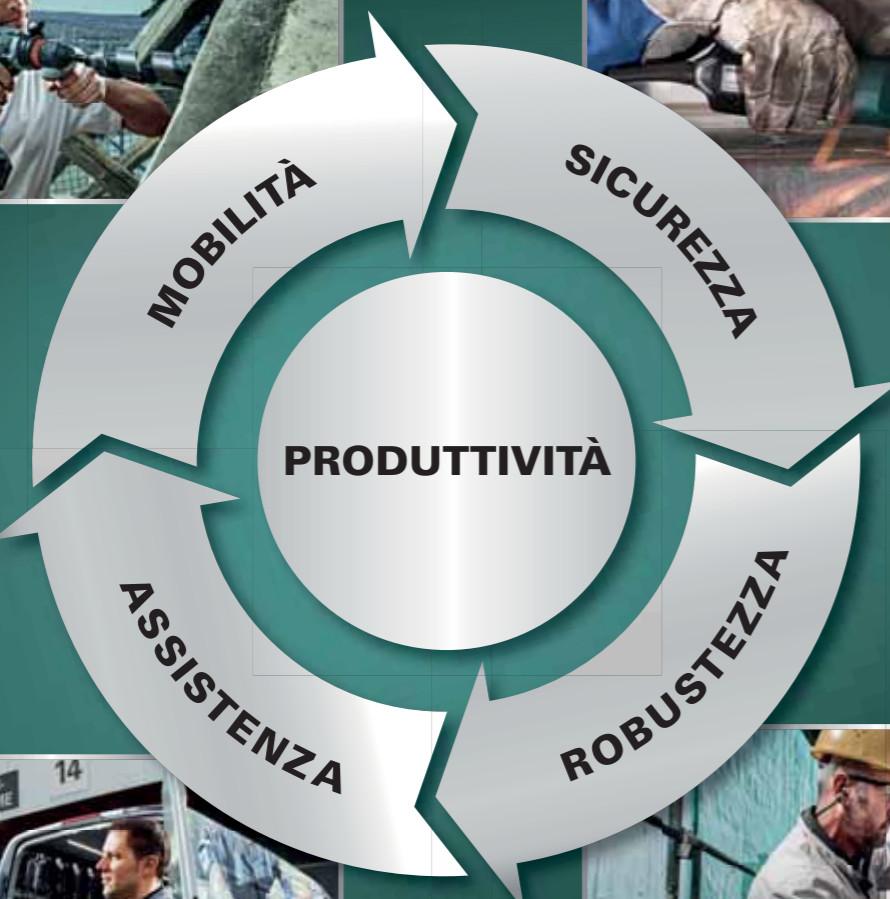 MOBILITÀ
SICUREZZA
PRODUTTIVITÀ
ASSISTENZA
ROBUSTEZZA
14